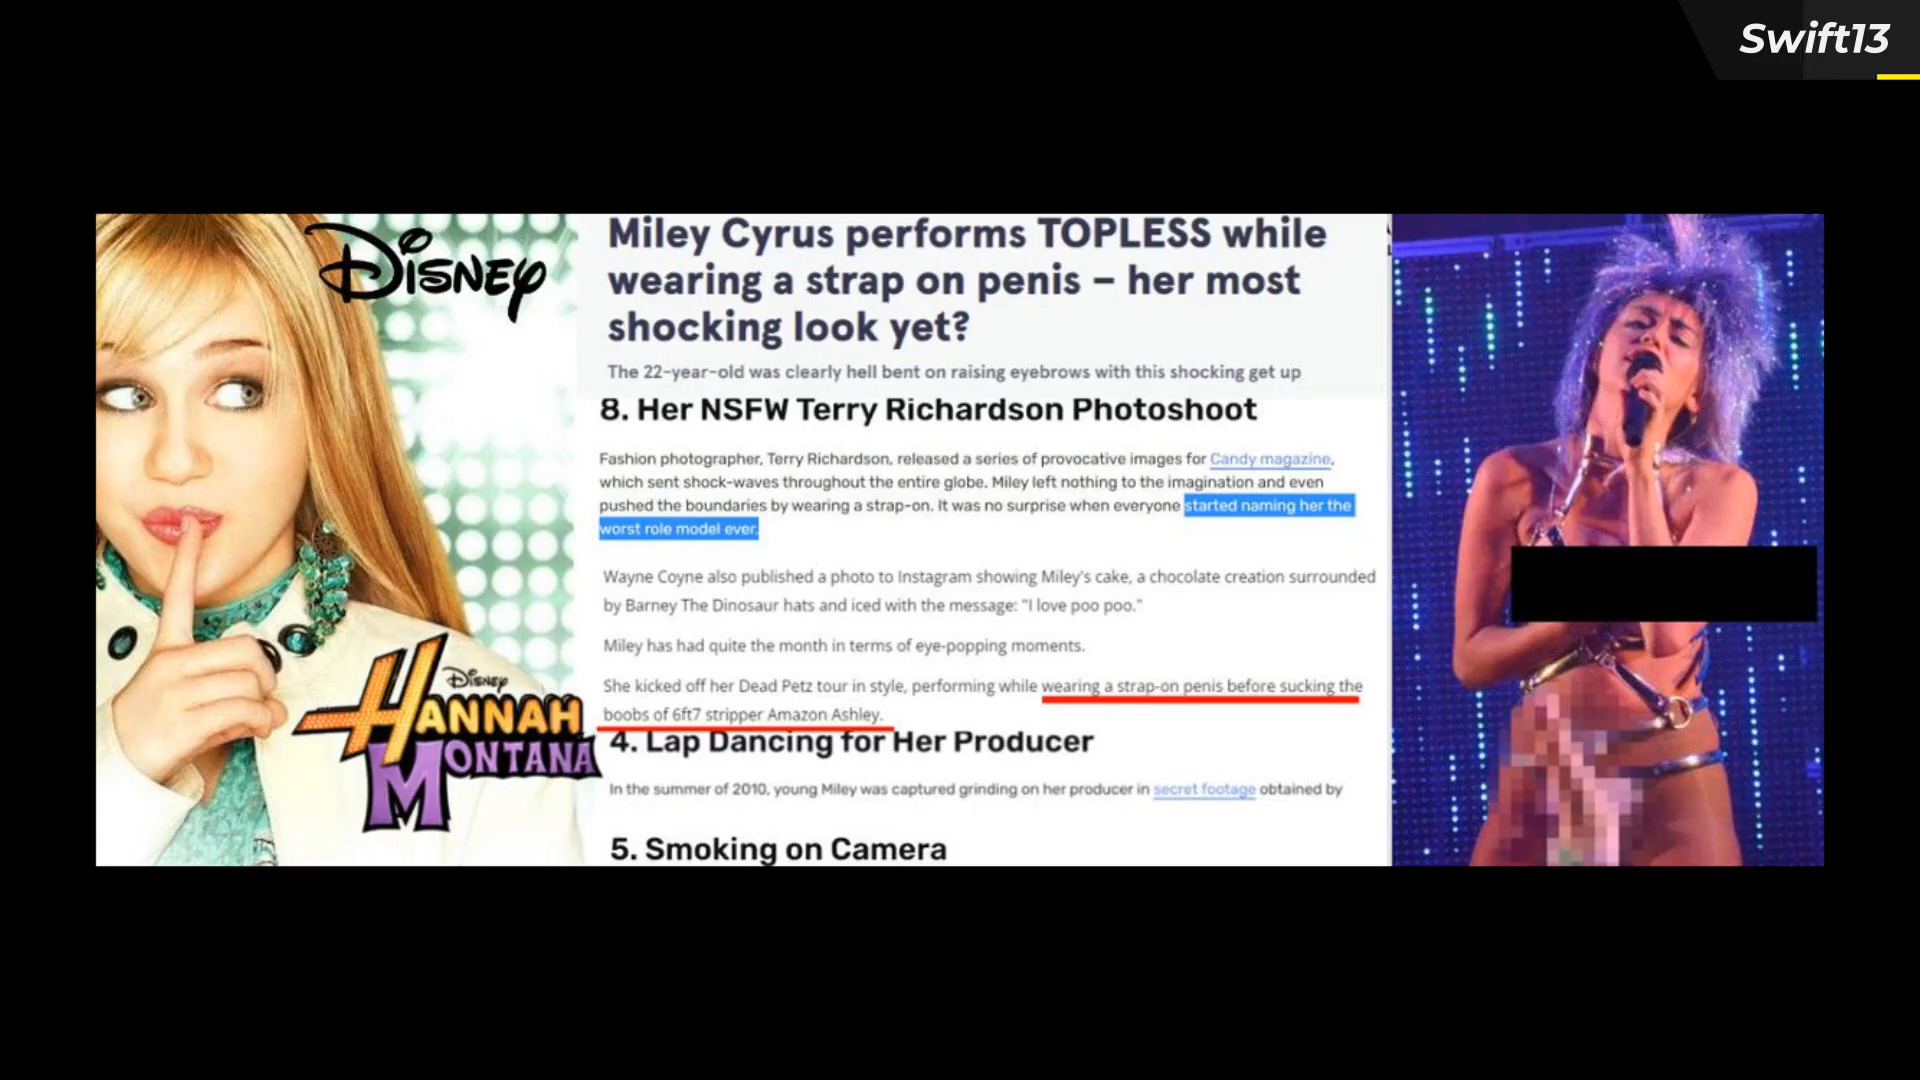 Swift13
Disney
Miley Cyrus performs TOPLESS while
wearing a strap on penis – her most
shocking look yet?
The 22-year-old was clearly hell bent on raising eyebrows with this shocking get up
8. Her NSFW Terry Richardson Photoshoot
Fashion photographer, Terry Richardson, released a series of provocative images for Candy magazine,
which sent shock-waves throughout the entire globe. Miley left nothing to the imagination and even
pushed the boundaries by wearing a strap-on. It was no surprise when everyone started naming her the
worst role model ever.
Wayne Coyne also published a photo to Instagram showing Miley's cake, a chocolate creation surrounded
by Barney The Dinosaur hats and iced with the message: "I love poo poo."
Miley has had quite the month in terms of eye-popping moments.
She kicked off her Dead Petz tour in style, performing while wearing a strap-on penis before sucking the
boobs of 6ft7 stripper Amazon Ashley.
4. Lap Dancing for Her Producer
In the summer of 2010, young Miley was captured grinding on her producer in secret footage obtained by
5. Smoking on Camera
Disney
HANNAH
MONTANA